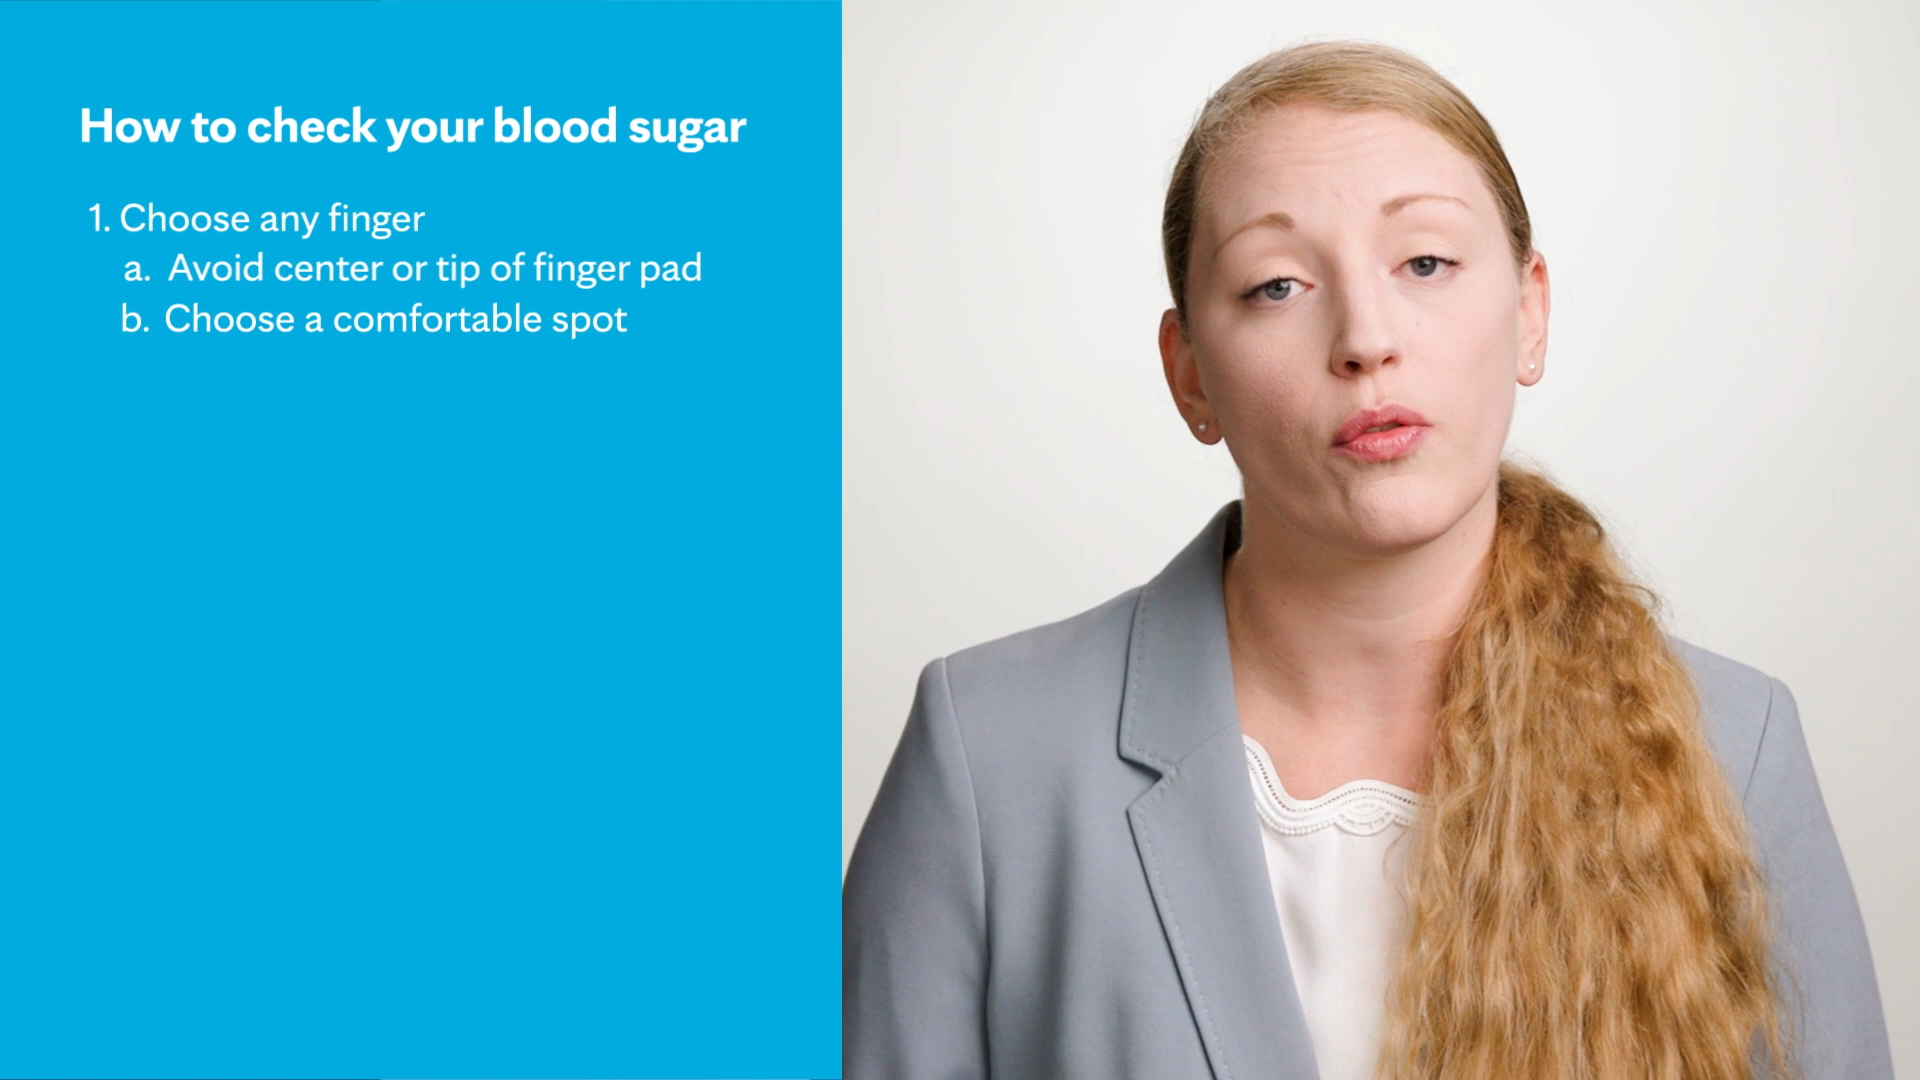 How to check your blood sugar
1. Choose any finger
a. Avoid center or tip of finger pad
b. Choose a comfortable spot